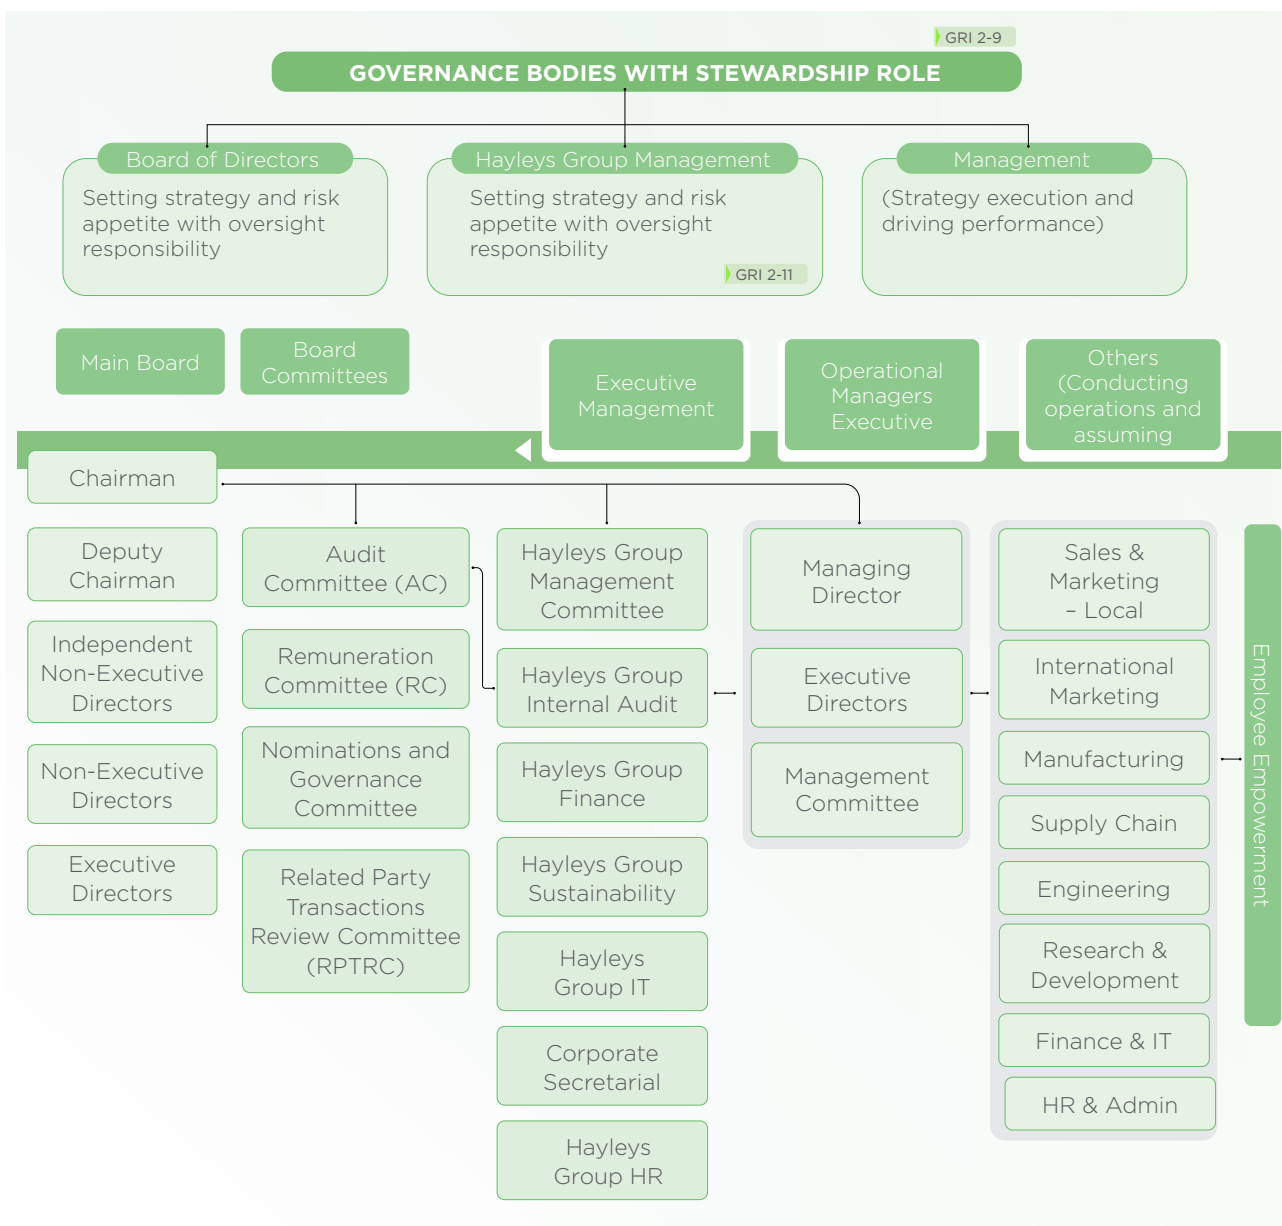 GRI 2-9
GOVERNANCE BODIES WITH STEWARDSHIP ROLE
Board of Directors
Setting strategy and risk
appetite with oversight
responsibility
Hayleys Group Management
Setting strategy and risk
appetite with oversight
responsibility
GRI 2-11
Management
(Strategy execution and
driving performance)
Main Board
Board
Committees
Executive
Management
Operational
Managers
Executive
Others
(Conducting
operations and
assuming
Chairman
Deputy
Chairman
Independent
Non-Executive
Directors
Non-Executive
Directors
Executive
Directors
Audit
Committee (AC)
Remuneration
Committee (RC)
Nominations and
Governance
Committee
Related Party
Transactions
Review Committee
(RPTRC)
Hayleys Group
Management
Committee
Hayleys Group
Internal Audit
Hayleys Group
Finance
Hayleys Group
Sustainability
Hayleys
Group IT
Corporate
Secretarial
Hayleys
Group HR
Managing
Director
Executive
Directors
Management
Committee
Sales &
Marketing
– Local
International
Marketing
Manufacturing
Supply Chain
Engineering
Research &
Development
Finance & IT
HR & Admin
Employee Empowerment